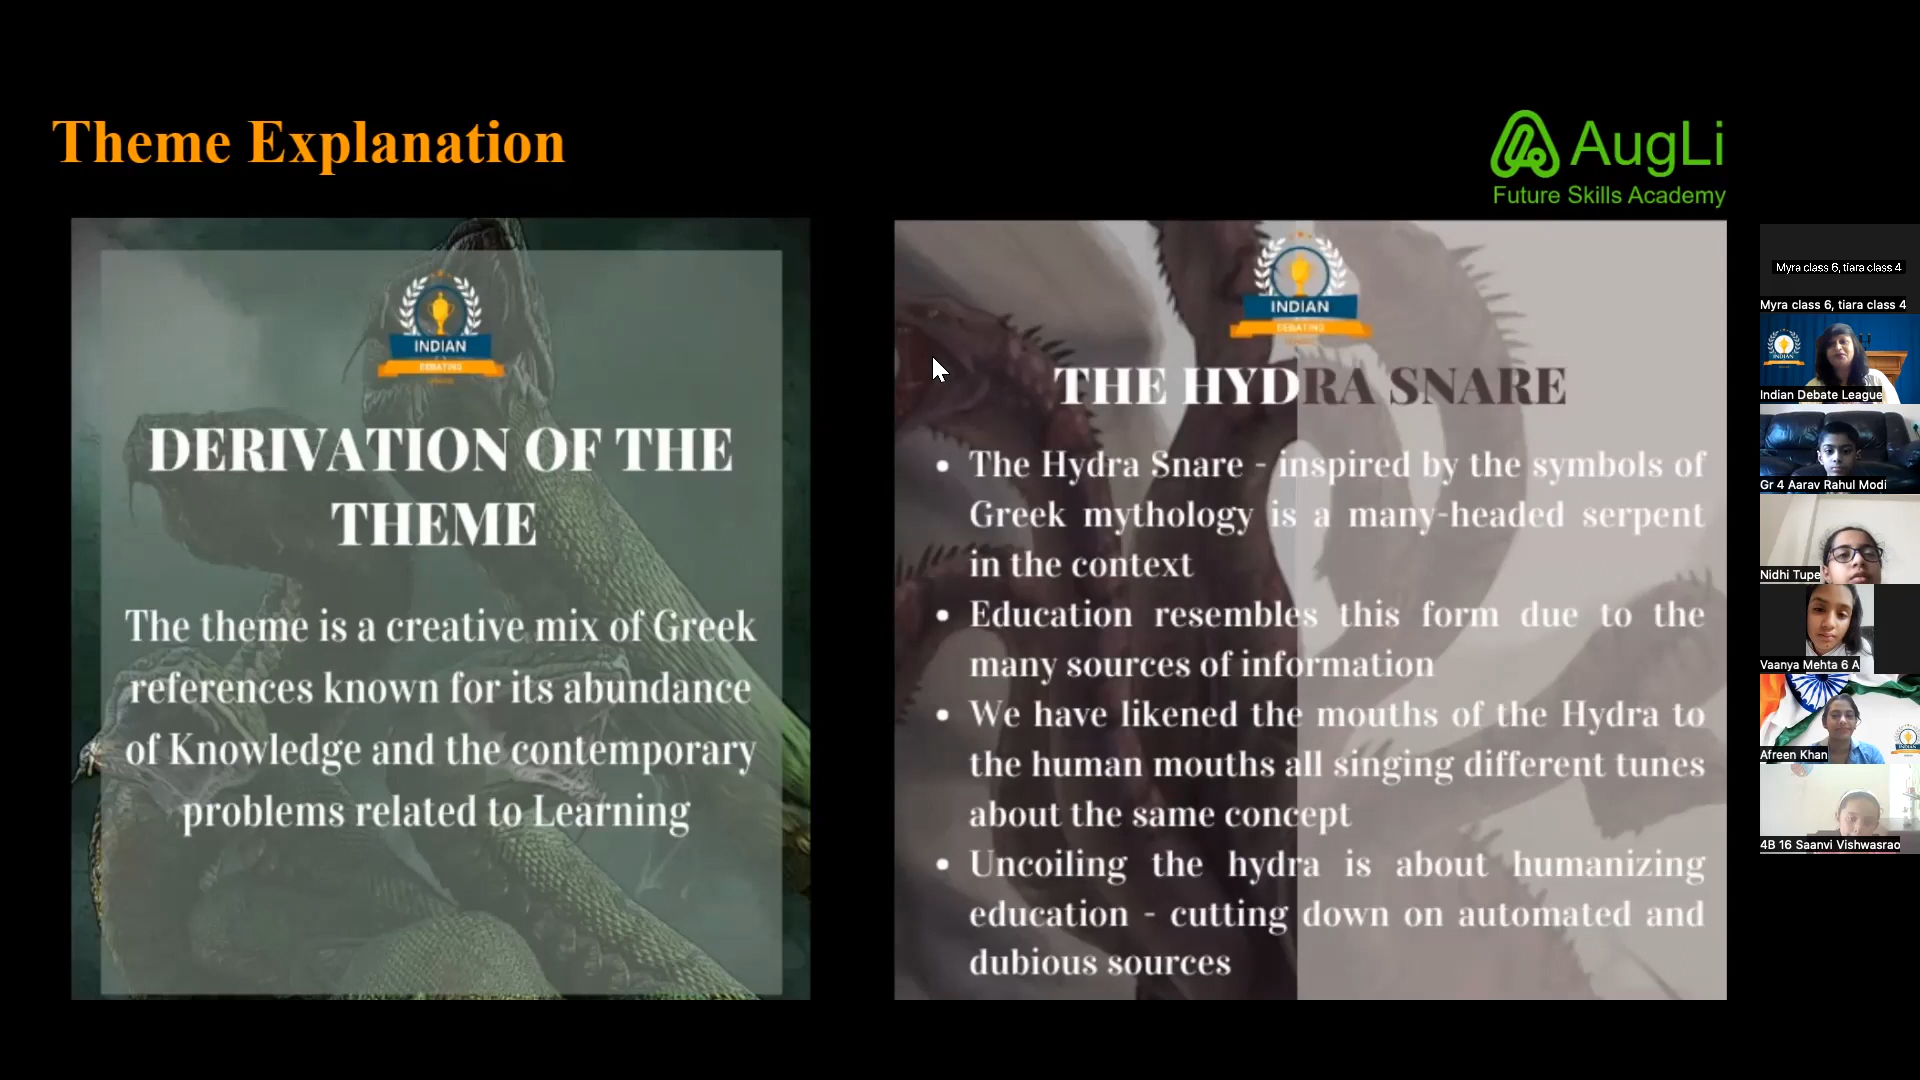 Theme Explanation
AugLi
Future Skills Academy
INDIAN
DEBATING
DERIVATION OF THE
THEME
The theme is a creative mix of Greek
references known for its abundance
of Knowledge and the contemporary
problems related to Learning
INDIAN
DEBATING
THE HYDRA SNARE
• The Hydra Snare - inspired by the symbols of
Greek mythology is a many-headed serpent
in the context
• Education resembles this form due to the
many sources of information
• We have likened the mouths of the Hydra to
the human mouths all singing different tunes
about the same concept
• Uncoiling the hydra is about humanizing
education - cutting down on automated and
dubious sources
Myra class 6, tiara class 4
Myra class 6, tiara class 4
INDIAN
Indian Debate League
Gr 4 Aarav Rahul Modi
Nidhi Tupe
Vaanya Mehta 6 A
Afreen Khan
4B 16 Saanvi Vishwasrao